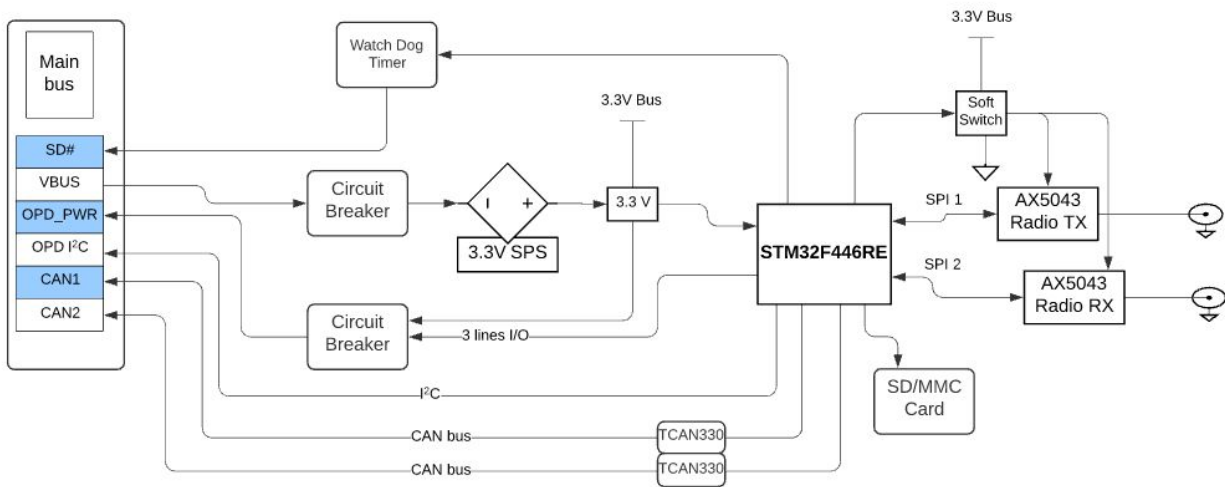 Main
bus
SD#
VBUS
OPD_PWR
OPD I²C
CAN1
CAN2
Watch Dog
Timer
Circuit
Breaker
3.3V SPS
3.3V Bus
3.3 V
Circuit
Breaker
3 lines I/O
I²C
CAN bus
TCAN330
CAN bus
TCAN330
STM32F446RE
3.3V Bus
Soft
Switch
SPI 1
AX5043
Radio TX
SPI 2
AX5043
Radio RX
SD/MMC
Card